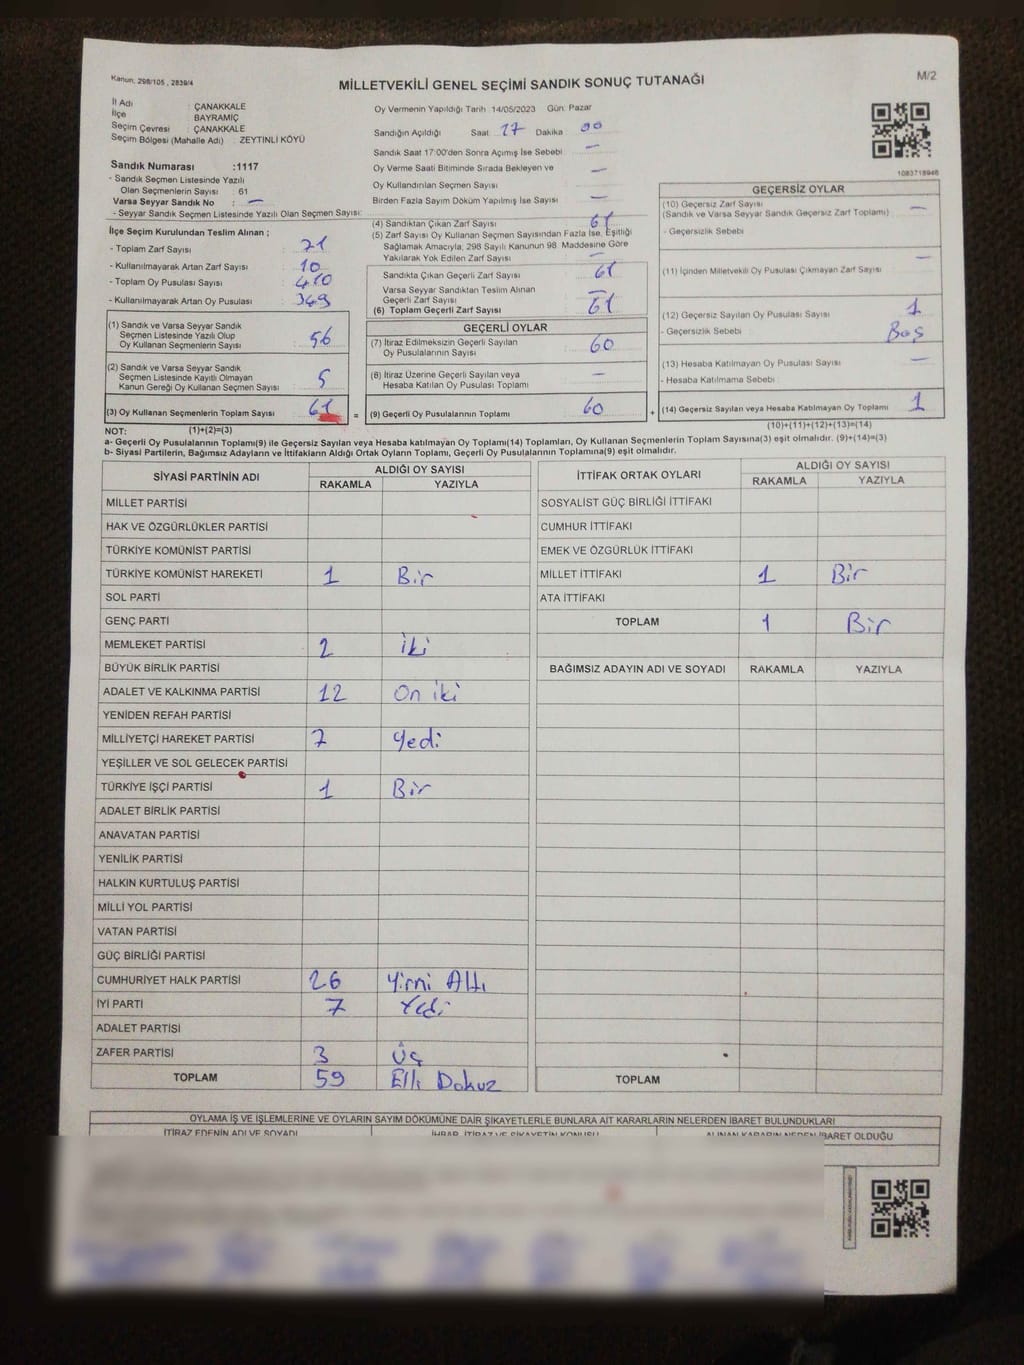 Kanun, 298/105 , 2839/4
MİLLETVEKİLİ GENEL SEÇİMİ SANDIK SONUÇ TUTANAĞI
M/2
İl Adı : ÇANAKKALE
İlçe : BAYRAMİÇ
Seçim Çevresi : ÇANAKKALE
Seçim Bölgesi (Mahalle Adı) : ZEYTİNLİ KÖYÜ
Sandık Numarası :1117
- Sandık Seçmen Listesinde Yazılı
Olan Seçmenlerin Sayısı : 61
Varsa Seyyar Sandık No : —
- Seyyar Sandık Seçmen Listesinde Yazılı Olan Seçmen Sayısı:
İlçe Seçim Kurulundan Teslim Alınan ;
- Toplam Zarf Sayısı : 71
- Kullanılmayarak Artan Zarf Sayısı : 10
- Toplam Oy Pusulası Sayısı : 410
- Kullanılmayarak Artan Oy Pusulası : 349
(1) Sandık ve Varsa Seyyar Sandık
Seçmen Listesinde Yazılı Olup
Oy Kullanan Seçmenlerin Sayısı : 56
(2) Sandık ve Varsa Seyyar Sandık
Seçmen Listesinde Kayıtlı Olmayan
Kanun Gereği Oy Kullanan Seçmen Sayısı : 5
(3) Oy Kullanan Seçmenlerin Toplam Sayısı : 61
Oy Vermenin Yapıldığı Tarih :14/05/2023 Gün: Pazar
Sandığın Açıldığı Saat 17 Dakika 00
Sandık Saat 17:00'den Sonra Açımış İse Sebebi : —
Oy Verme Saati Bitiminde Sırada Bekleyen ve : —
Oy Kullandırılan Seçmen Sayısı
Birden Fazla Sayım Döküm Yapılmış İse Sayısı : —
(4) Sandıktan Çıkan Zarf Sayısı : 61
(5) Zarf Sayısı Oy Kullanan Seçmen Sayısından Fazla İse, Eşitliği
Sağlamak Amacıyla, 298 Sayılı Kanunun 98. Maddesine Göre
Yakılarak Yok Edilen Zarf Sayısı : —
Sandıkta Çıkan Geçerli Zarf Sayısı : 61
Varsa Seyyar Sandıktan Teslim Alınan
Geçerli Zarf Sayısı : —
(6) Toplam Geçerli Zarf Sayısı : 61
GEÇERLİ OYLAR
(7) İtiraz Edilmeksizin Geçerli Sayılan
Oy Pusulalarının Sayısı : 60
(8) İtiraz Üzerine Geçerli Sayılan veya
Hesaba Katılan Oy Pusulası Toplamı : —
= (9) Geçerli Oy Pusulalarının Toplamı : 60
1083718946
GEÇERSİZ OYLAR
(10) Geçersiz Zarf Sayısı : —
(Sandık ve Varsa Seyyar Sandık Geçersiz Zarf Toplamı)
- Geçersizlik Sebebi
(11) İçinden Milletvekili Oy Pusulası Çıkmayan Zarf Sayısı : —
(12) Geçersiz Sayılan Oy Pusulası Sayısı : 1
- Geçersizlik Sebebi : Boş
(13) Hesaba Katılmayan Oy Pusulası Sayısı : —
- Hesaba Katılmama Sebebi :
+ (14) Geçersiz Sayılan veya Hesaba Katılmayan Oy Toplamı : 1
NOT: (1)+(2)=(3) (10)+(11)+(12)+(13)=(14)
a- Geçerli Oy Pusulalarının Toplamı(9) ile Geçersiz Sayılan veya Hesaba katılmayan Oy Toplamı(14) Toplamları, Oy Kullanan Seçmenlerin Toplam Sayısına(3) eşit olmalıdır. (9)+(14)=(3)
b- Siyasi Partilerin, Bağımsız Adayların ve İttifakların Aldığı Ortak Oyların Toplamı, Geçerli Oy Pusulalarının Toplamına(9) eşit olmalıdır.
SİYASİ PARTİNİN ADI ALDIĞI OY SAYISI
RAKAMLA YAZIYLA
MİLLET PARTİSİ
HAK VE ÖZGÜRLÜKLER PARTİSİ
TÜRKİYE KOMÜNİST PARTİSİ
TÜRKİYE KOMÜNİST HAREKETİ 1 Bir
SOL PARTİ
GENÇ PARTİ
MEMLEKET PARTİSİ 2 İki
BÜYÜK BİRLİK PARTİSİ
ADALET VE KALKINMA PARTİSİ 12 On iki
YENİDEN REFAH PARTİSİ
MİLLİYETÇİ HAREKET PARTİSİ 7 Yedi
YEŞİLLER VE SOL GELECEK PARTİSİ
TÜRKİYE İŞÇİ PARTİSİ 1 Bir
ADALET BİRLİK PARTİSİ
ANAVATAN PARTİSİ
YENİLİK PARTİSİ
HALKIN KURTULUŞ PARTİSİ
MİLLİ YOL PARTİSİ
VATAN PARTİSİ
GÜÇ BİRLİĞİ PARTİSİ
CUMHURİYET HALK PARTİSİ 26 Yirmi Altı
İYİ PARTİ 7 Yedi
ADALET PARTİSİ
ZAFER PARTİSİ 3 Üç
TOPLAM 59 Elli Dokuz
İTTİFAK ORTAK OYLARI ALDIĞI OY SAYISI
RAKAMLA YAZIYLA
SOSYALİST GÜÇ BİRLİĞİ İTTİFAKI
CUMHUR İTTİFAKI
EMEK VE ÖZGÜRLÜK İTTİFAKI
MİLLET İTTİFAKI 1 Bir
ATA İTTİFAKI
TOPLAM 1 Bir
BAĞIMSIZ ADAYIN ADI VE SOYADI RAKAMLA YAZIYLA
TOPLAM
OYLAMA İŞ VE İŞLEMLERİNE VE OYLARIN SAYIM DÖKÜMÜNE DAİR ŞİKAYETLERLE BUNLARA AİT KARARLARIN NELERDEN İBARET BULUNDUKLARI
İTİRAZ EDENİN ADI VE SOYADI İHBAR, İTİRAZ VE ŞİKAYETİN KONUSU ALINAN KARARIN NEDEN İBARET OLDUĞU